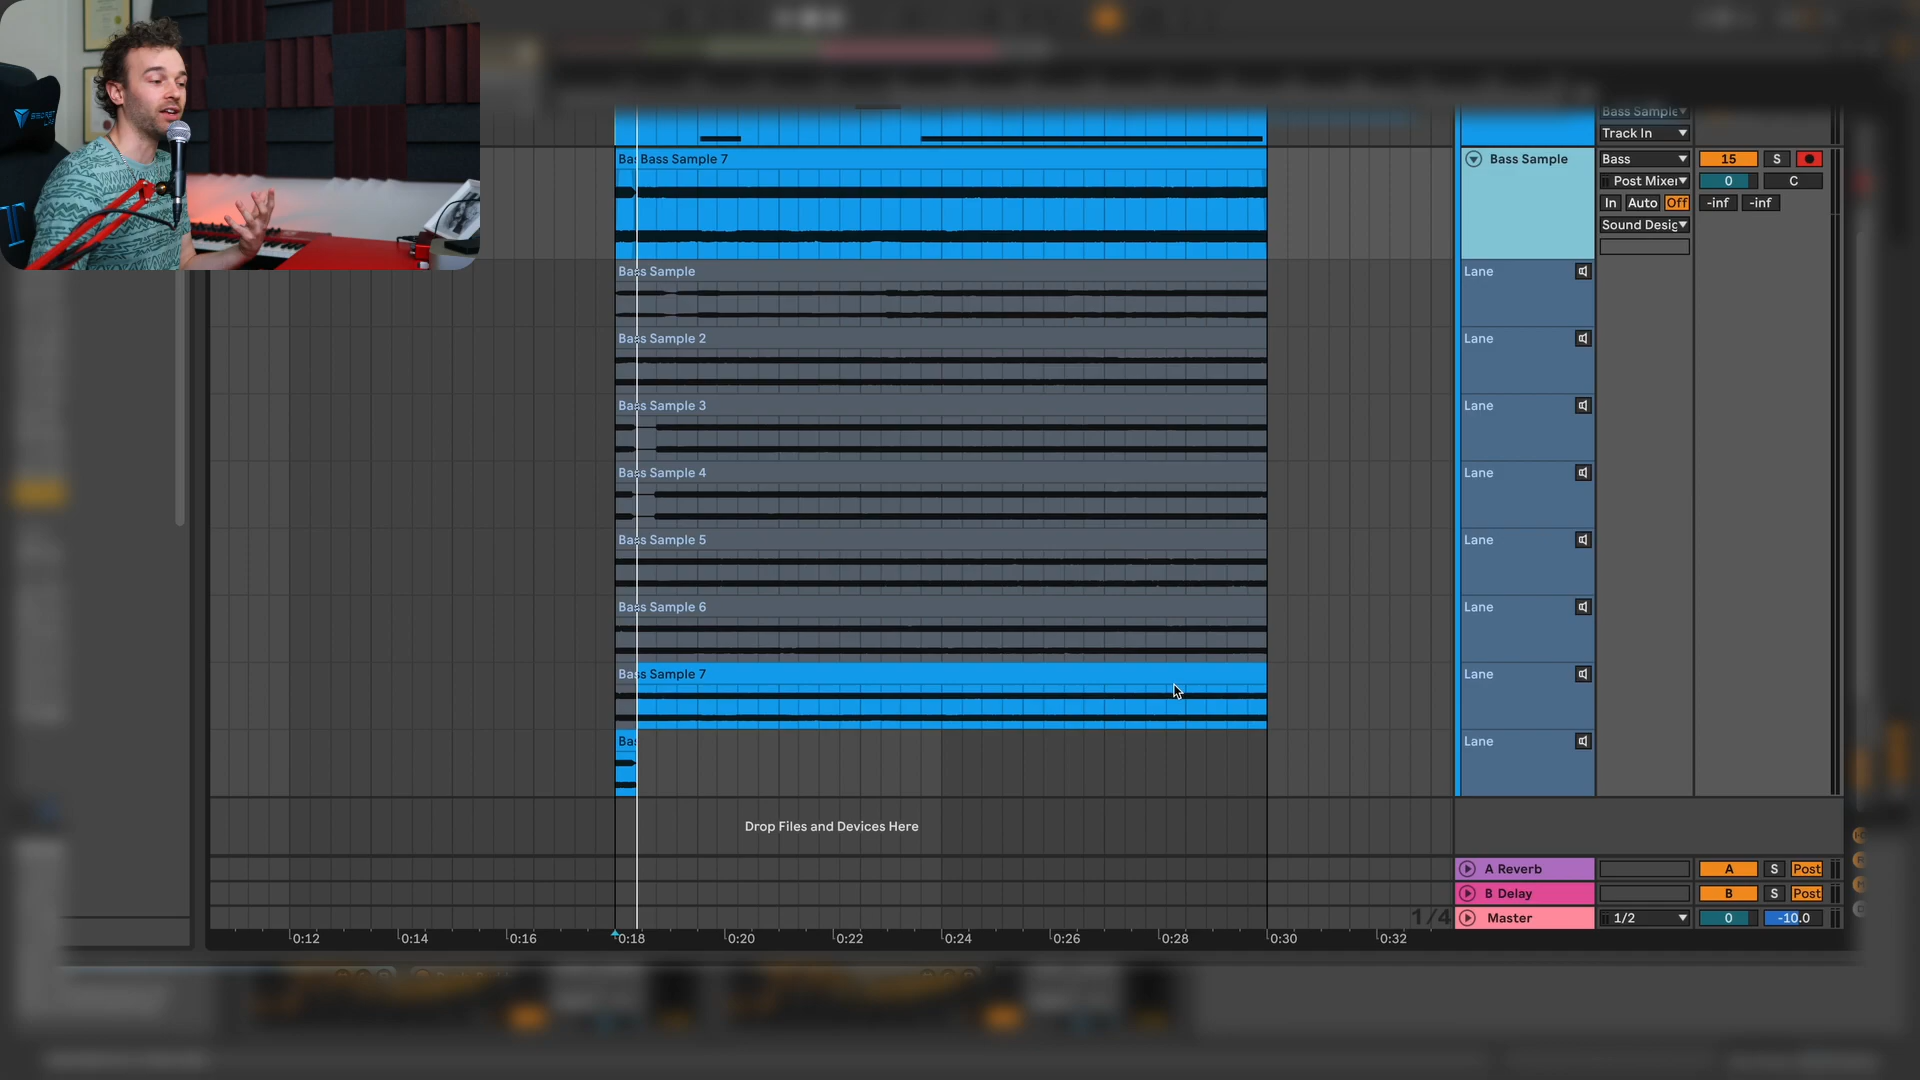 Bass Sample
Track In
Bas Bass Sample 7
Bass Sample
Bass
15
S
Post Mixer
0
C
In
Auto
Off
-inf
-inf
Sound Desig
Bass Sample
Lane
Bass Sample 2
Lane
Bass Sample 3
Lane
Bass Sample 4
Lane
Bass Sample 5
Lane
Bass Sample 6
Lane
Bass Sample 7
Lane
Bas
Lane
Drop Files and Devices Here
A Reverb
A
S
Post
B Delay
B
S
Post
1/4
Master
1/2
0
-10.0
0:12
0:14
0:16
0:18
0:20
0:22
0:24
0:26
0:28
0:30
0:32